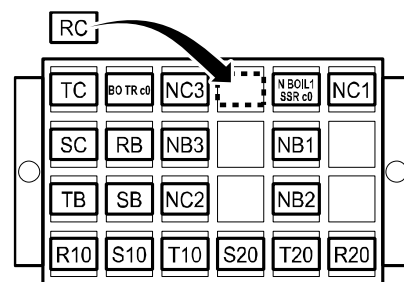 RC
TC BO TR c0 NC3 N BOIL1 NC1
SSR c0
SC RB NB3 NB1
TB SB NC2 NB2
R10 S10 T10 S20 T20 R20